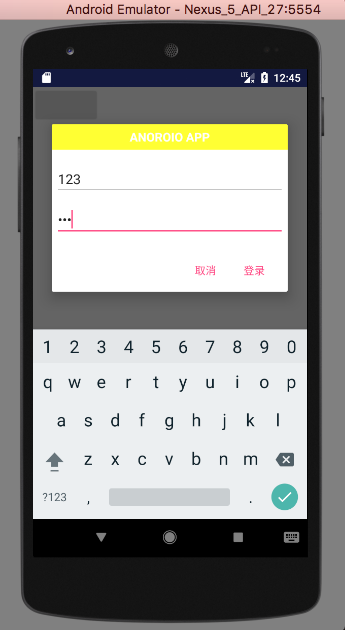 Android Emulator - Nexus_5_API_27:5554
LTE 12:45
ANDROID APP
123
•••
取消 登录
1 2 3 4 5 6 7 8 9 0
q w e r t y u i o p
a s d f g h j k l
z x c v b n m
?123 , .